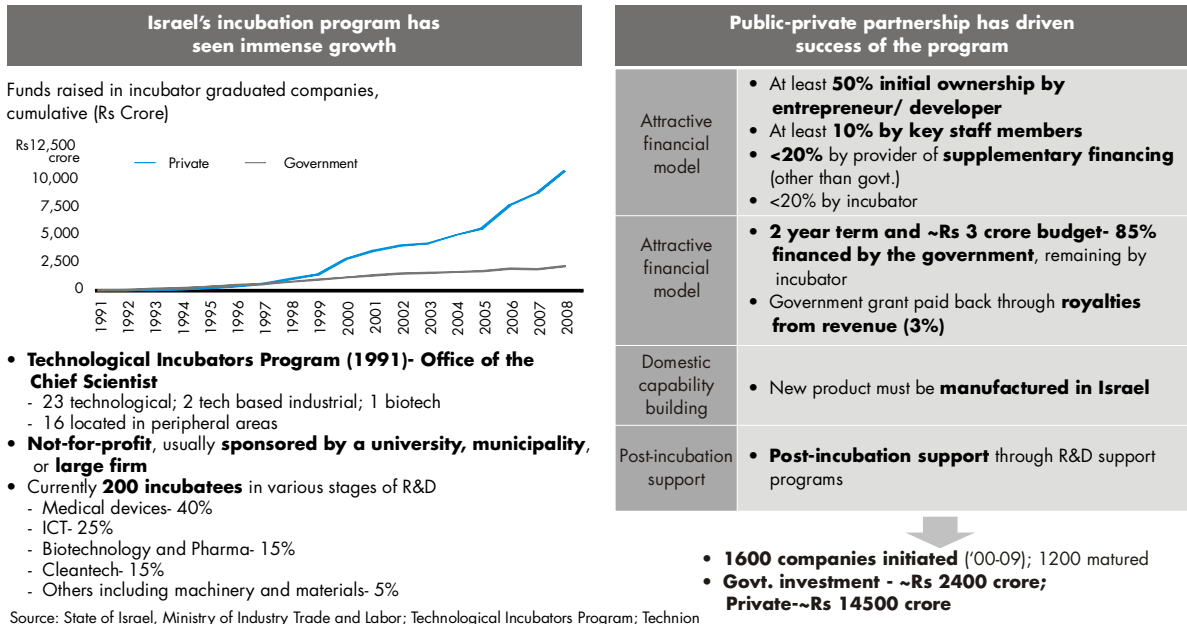 Israel's incubation program has
seen immense growth
Funds raised in incubator graduated companies,
cumulative (Rs Crore)
Rs12,500
crore
Private
Government
10,000
7,500
5,000
2,500
0
1991
1992
1993
1994
1995
1996
1997
1998
1999
2000
2001
2002
2003
2004
2005
2006
2007
2008
• Technological Incubators Program (1991)- Office of the
Chief Scientist
- 23 technological; 2 tech based industrial; 1 biotech
- 16 located in peripheral areas
• Not-for-profit, usually sponsored by a university, municipality,
or large firm
• Currently 200 incubatees in various stages of R&D
- Medical devices- 40%
- ICT- 25%
- Biotechnology and Pharma- 15%
- Cleantech- 15%
- Others including machinery and materials- 5%
Public-private partnership has driven
success of the program
Attractive
financial
model
• At least 50% initial ownership by
entrepreneur/ developer
• At least 10% by key staff members
• <20% by provider of supplementary financing
(other than govt.)
• <20% by incubator
Attractive
financial
model
• 2 year term and ~Rs 3 crore budget- 85%
financed by the government, remaining by
incubator
• Government grant paid back through royalties
from revenue (3%)
Domestic
capability
building
• New product must be manufactured in Israel
Post-incubation
support
• Post-incubation support through R&D support
programs
• 1600 companies initiated ('00-09); 1200 matured
• Govt. investment - ~Rs 2400 crore;
Private-~Rs 14500 crore
Source: State of Israel, Ministry of Industry Trade and Labor; Technological Incubators Program; Technion